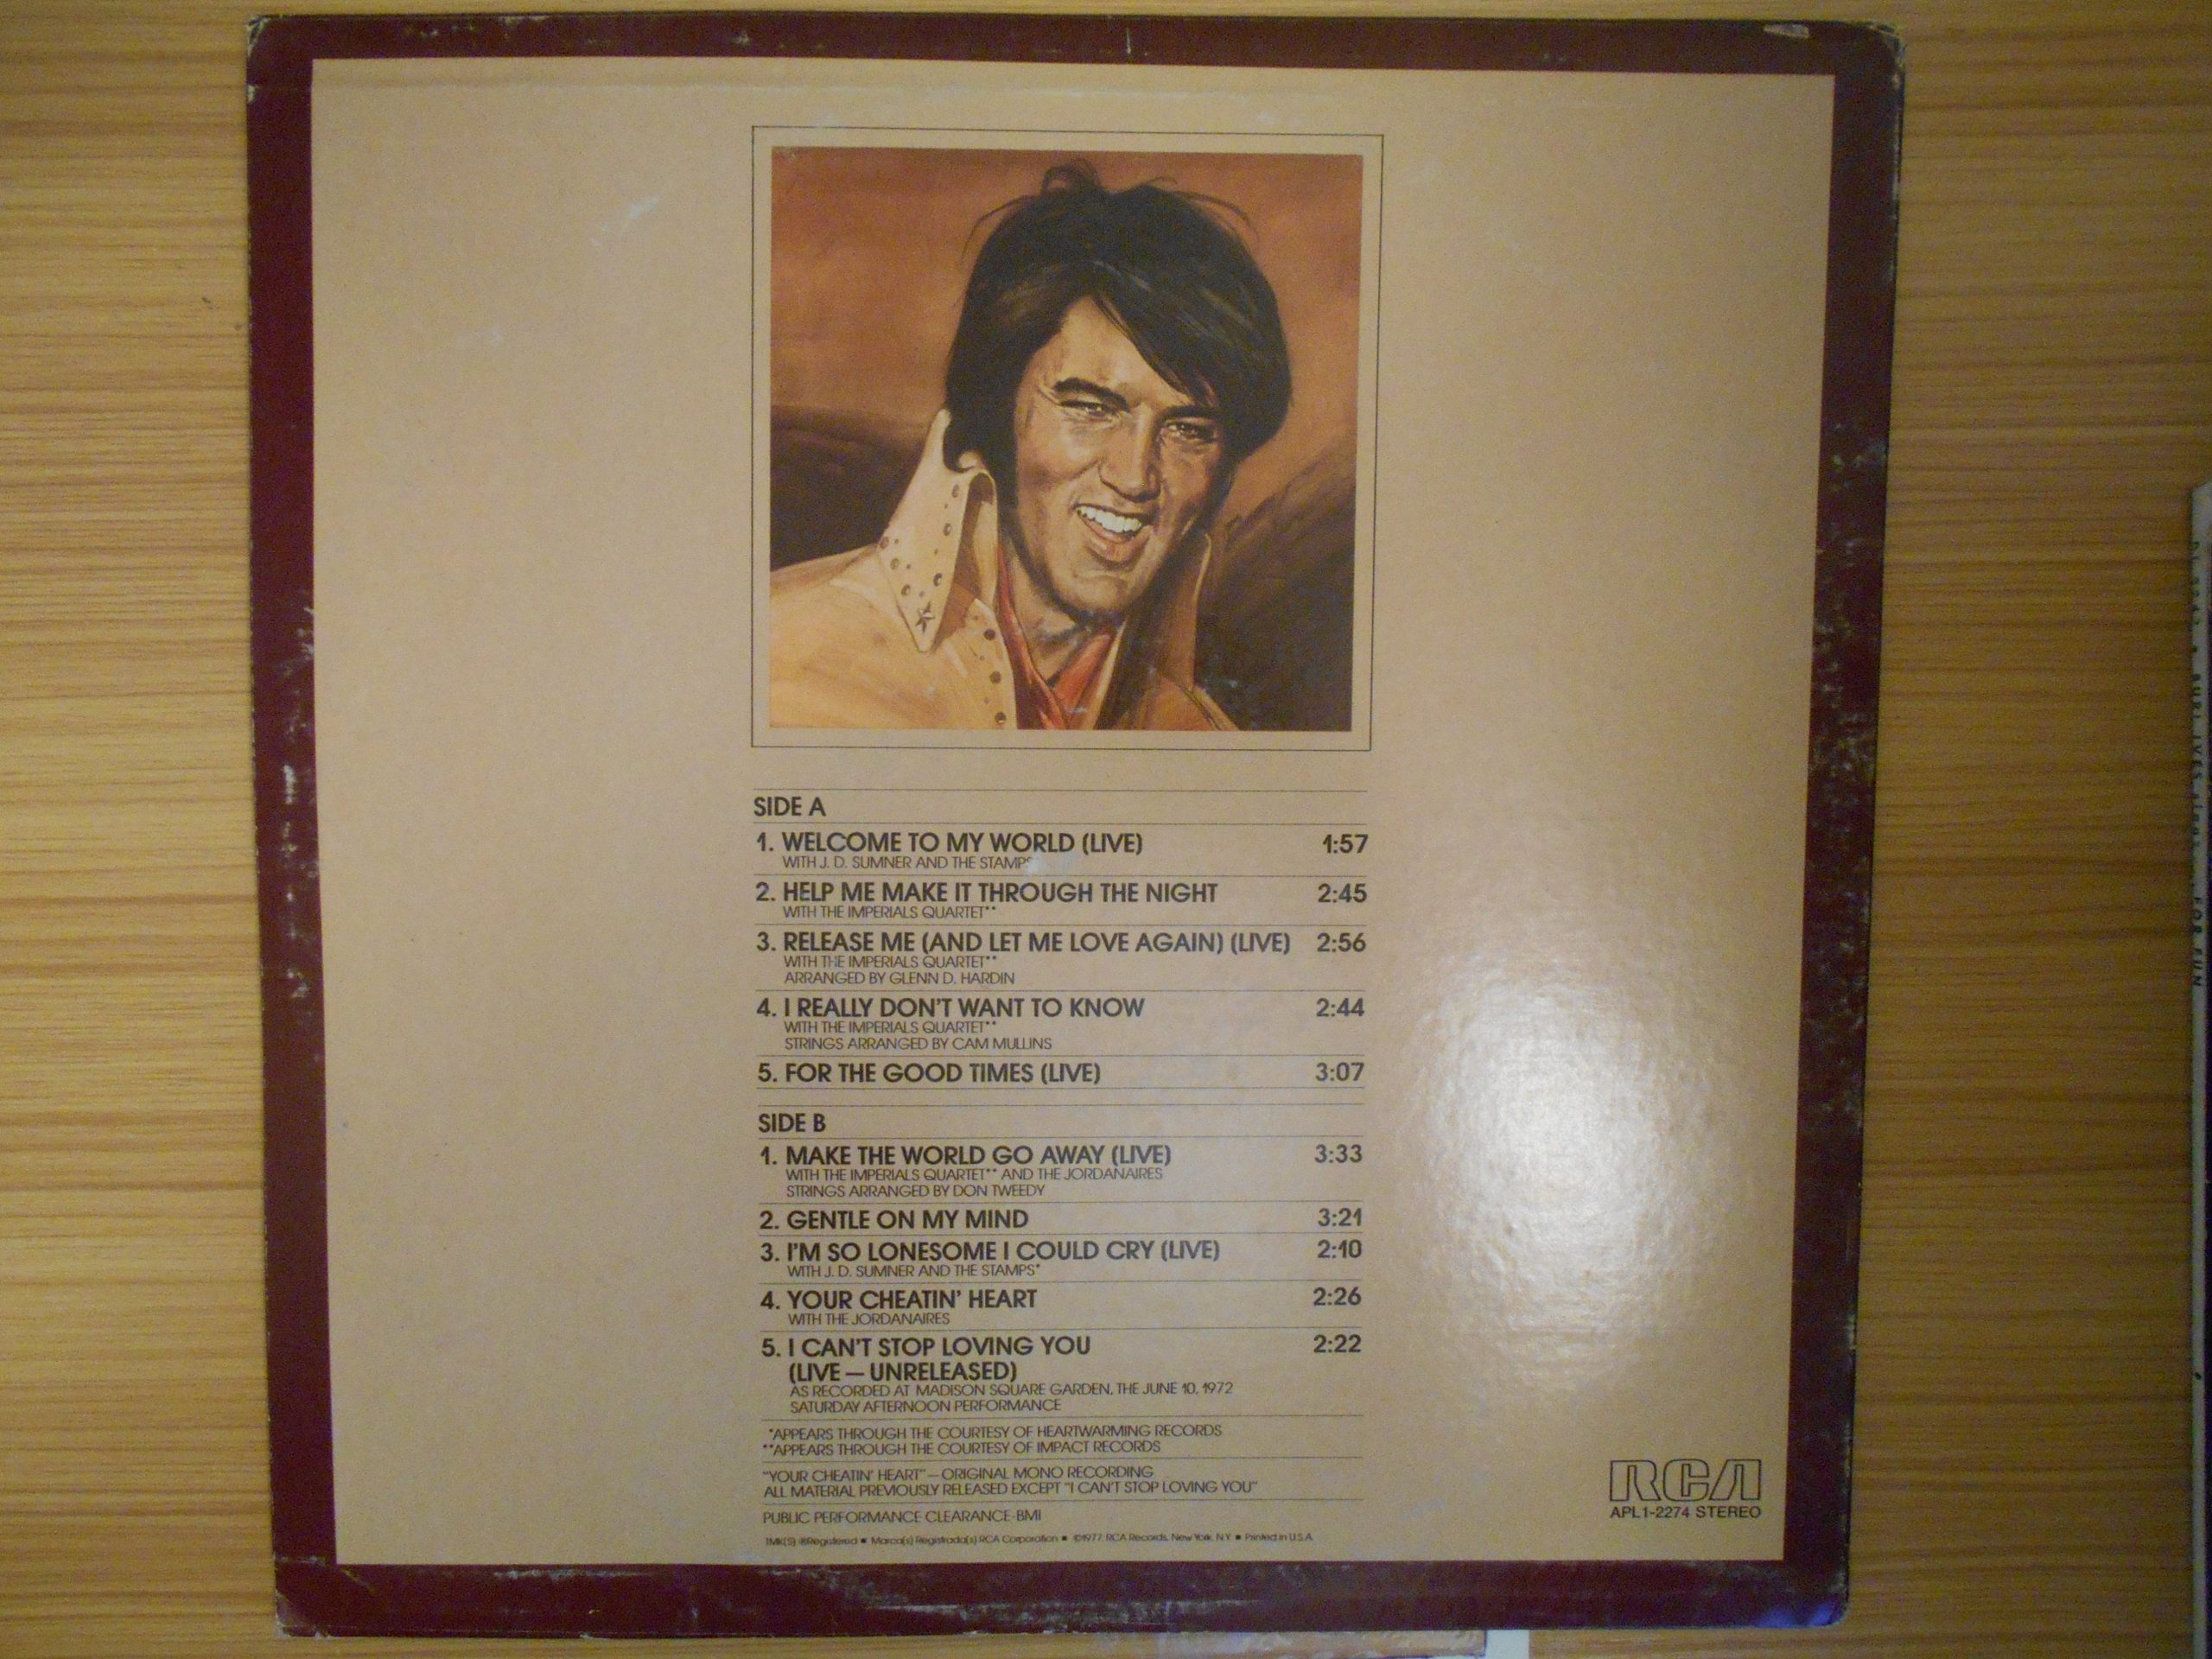 SIDE A
1. WELCOME TO MY WORLD (LIVE) 1:57
WITH J. D. SUMNER AND THE STAMPS
2. HELP ME MAKE IT THROUGH THE NIGHT 2:45
WITH THE IMPERIALS QUARTET**
3. RELEASE ME (AND LET ME LOVE AGAIN) (LIVE) 2:56
WITH THE IMPERIALS QUARTET**
ARRANGED BY GLENN D. HARDIN
4. I REALLY DON'T WANT TO KNOW 2:44
WITH THE IMPERIALS QUARTET**
STRINGS ARRANGED BY CAM MULLINS
5. FOR THE GOOD TIMES (LIVE) 3:07
SIDE B
1. MAKE THE WORLD GO AWAY (LIVE) 3:33
WITH THE IMPERIALS QUARTET** AND THE JORDANAIRES
STRINGS ARRANGED BY DON TWEEDY
2. GENTLE ON MY MIND 3:21
3. I'M SO LONESOME I COULD CRY (LIVE) 2:10
WITH J. D. SUMNER AND THE STAMPS*
4. YOUR CHEATIN' HEART 2:26
WITH THE JORDANAIRES
5. I CAN'T STOP LOVING YOU 2:22
(LIVE — UNRELEASED)
AS RECORDED AT MADISON SQUARE GARDEN, THE JUNE 10, 1972
SATURDAY AFTERNOON PERFORMANCE
*APPEARS THROUGH THE COURTESY OF HEARTWARMING RECORDS
**APPEARS THROUGH THE COURTESY OF IMPACT RECORDS
"YOUR CHEATIN' HEART" — ORIGINAL MONO RECORDING
ALL MATERIAL PREVIOUSLY RELEASED EXCEPT "I CAN'T STOP LOVING YOU"
PUBLIC PERFORMANCE CLEARANCE-BMI
TMK(S) ®Registered ■ Marca(s) Registrada(s) RCA Corporation ■ ©1977, RCA Records, New York, N.Y. ■ Printed in U.S.A.
RCA
APL1-2274 STEREO
BURL IVES
FOR FUN